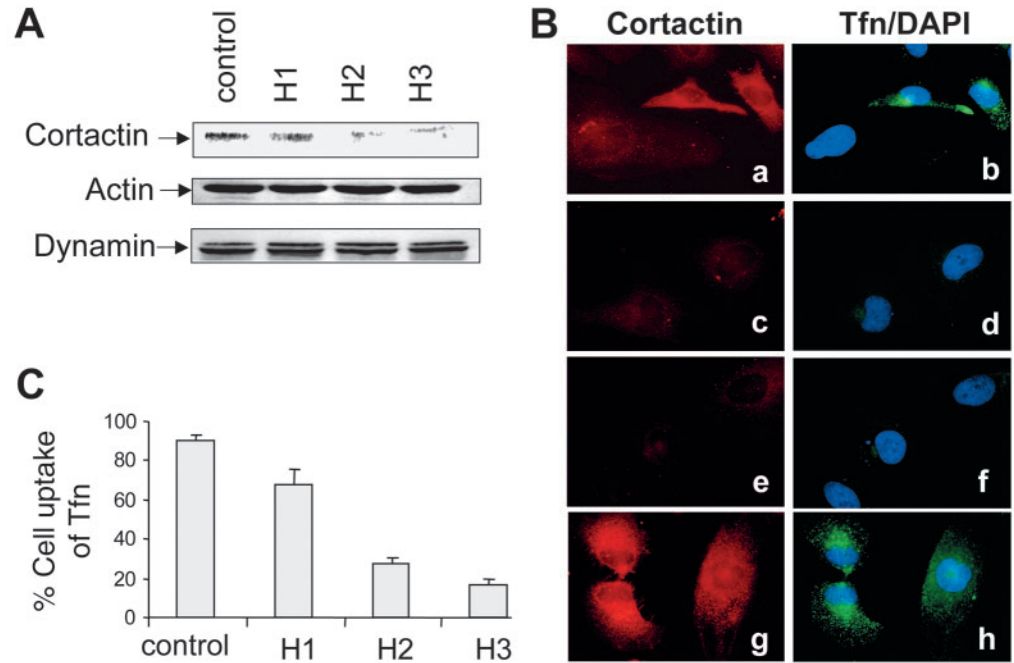 A
control H1 H2 H3
Cortactin
Actin
Dynamin
B
Cortactin Tfn/DAPI
a b
c d
e f
g h
C
% Cell uptake
of Tfn
100
80
60
40
20
0
control H1 H2 H3